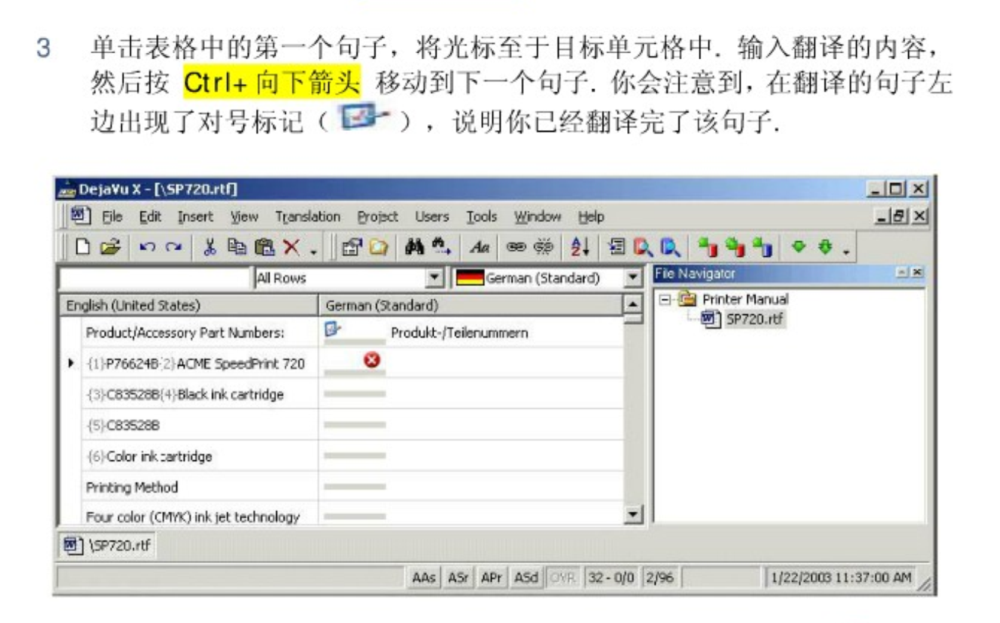 3 单击表格中的第一个句子，将光标至于目标单元格中. 输入翻译的内容，
然后按 Ctrl+ 向下箭头 移动到下一个句子. 你会注意到，在翻译的句子左
边出现了对号标记（ ），说明你已经翻译完了该句子.
DejaVu X - [\SP720.rtf]
File Edit Insert View Translation Project Users Tools Window Help
All Rows German (Standard) File Navigator
English (United States) German (Standard) Printer Manual
SP720.rtf
Product/Accessory Part Numbers: Produkt-/Teilenummern
{1}P76624B{2}ACME SpeedPrint 720
{3}C83528B{4}Black ink cartridge
{5}C83528B
{6}Color ink cartridge
Printing Method
Four color (CMYK) ink jet technology
\SP720.rtf
AAs ASr APr ASd OVR 32 - 0/0 2/96 1/22/2003 11:37:00 AM